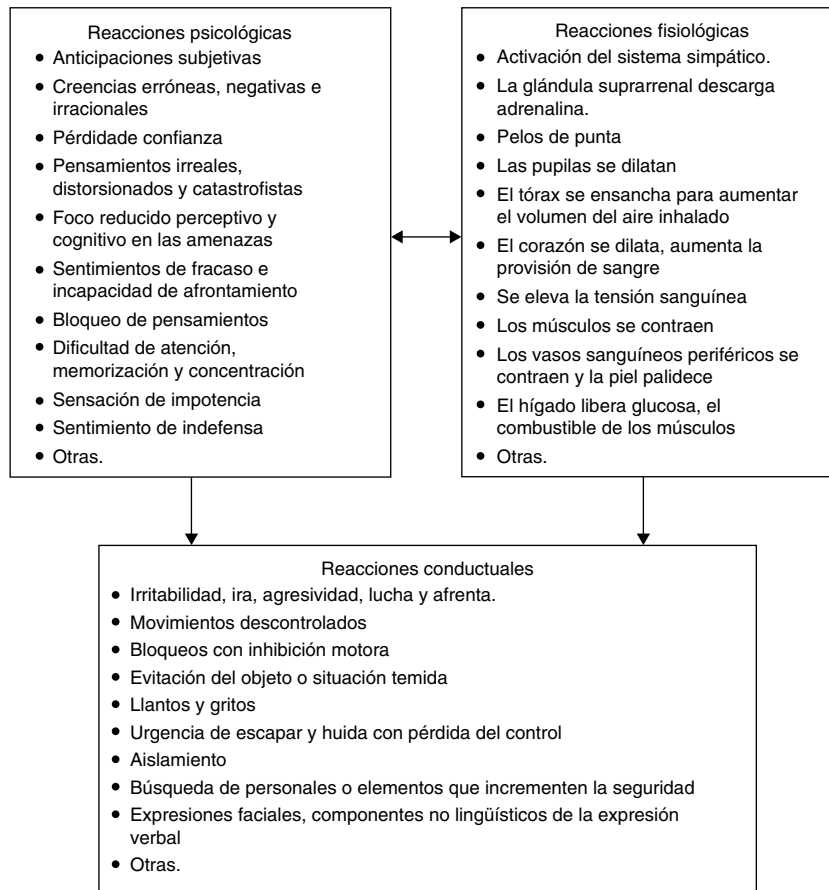 Reacciones psicológicas
• Anticipaciones subjetivas
• Creencias erróneas, negativas e
irracionales
• Pérdidade confianza
• Pensamientos irreales,
distorsionados y catastrofistas
• Foco reducido perceptivo y
cognitivo en las amenazas
• Sentimientos de fracaso e
incapacidad de afrontamiento
• Bloqueo de pensamientos
• Dificultad de atención,
memorización y concentración
• Sensación de impotencia
• Sentimiento de indefensa
• Otras.
Reacciones fisiológicas
• Activación del sistema simpático.
• La glándula suprarrenal descarga
adrenalina.
• Pelos de punta
• Las pupilas se dilatan
• El tórax se ensancha para aumentar
el volumen del aire inhalado
• El corazón se dilata, aumenta la
provisión de sangre
• Se eleva la tensión sanguínea
• Los músculos se contraen
• Los vasos sanguíneos periféricos se
contraen y la piel palidece
• El hígado libera glucosa, el
combustible de los músculos
• Otras.
Reacciones conductuales
• Irritabilidad, ira, agresividad, lucha y afrenta.
• Movimientos descontrolados
• Bloqueos con inhibición motora
• Evitación del objeto o situación temida
• Llantos y gritos
• Urgencia de escapar y huida con pérdida del control
• Aislamiento
• Búsqueda de personales o elementos que incrementen la seguridad
• Expresiones faciales, componentes no lingüísticos de la expresión
verbal
• Otras.